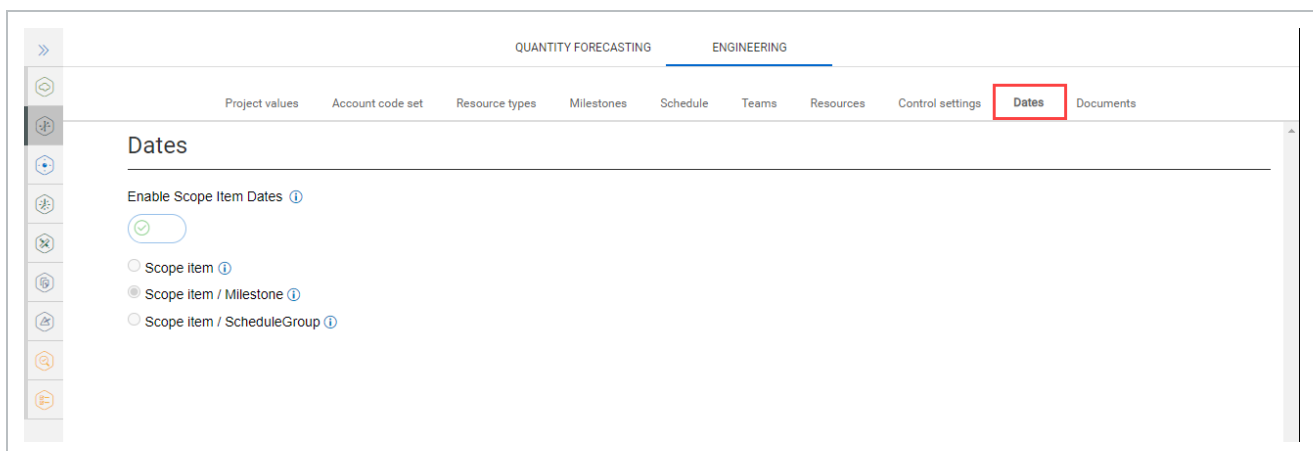 QUANTITY FORECASTING ENGINEERING
Project values Account code set Resource types Milestones Schedule Teams Resources Control settings Dates Documents
Dates
Enable Scope Item Dates
Scope item
Scope item / Milestone
Scope item / ScheduleGroup